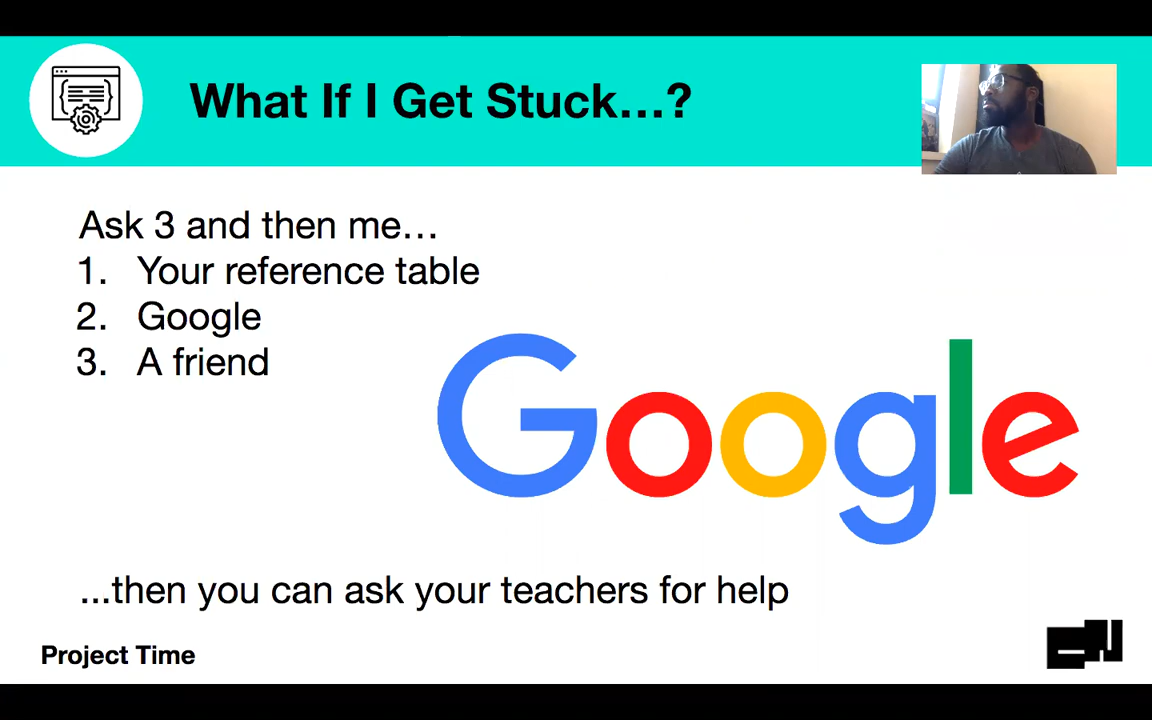 What If I Get Stuck...?
Ask 3 and then me...
1. Your reference table
2. Google
3. A friend
Google
...then you can ask your teachers for help
Project Time